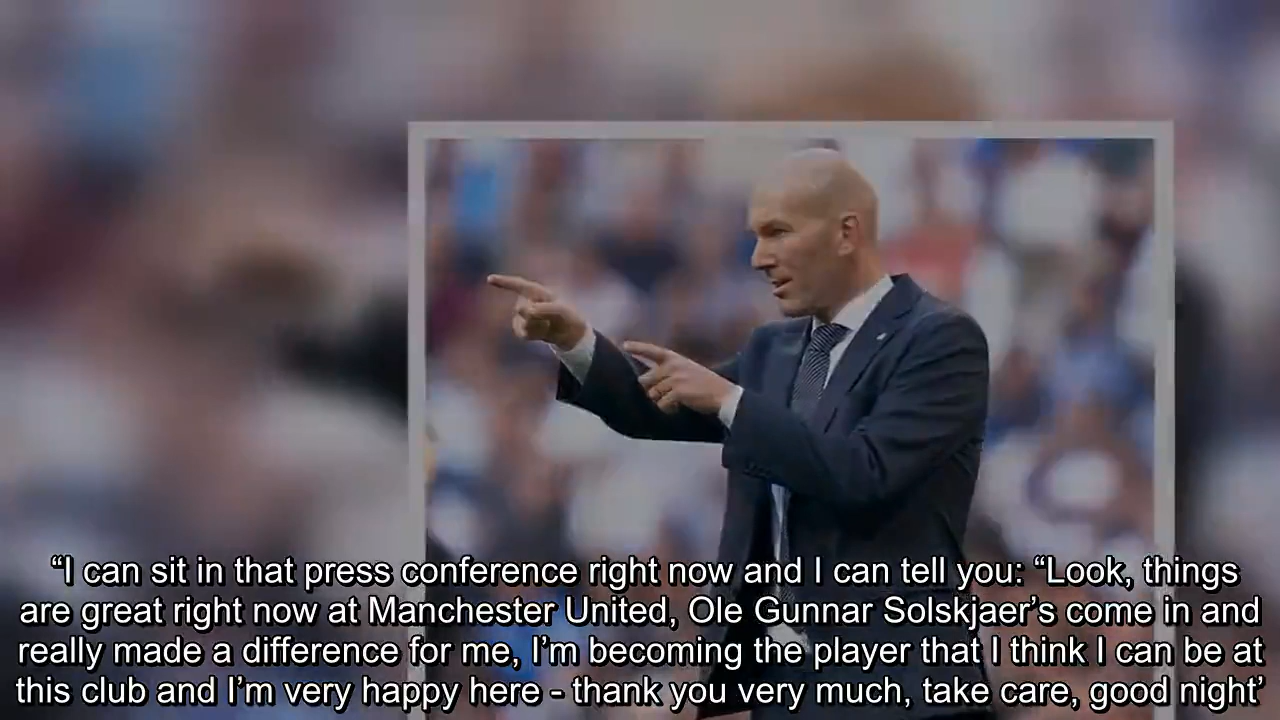 “I can sit in that press conference right now and I can tell you: “Look, things
are great right now at Manchester United, Ole Gunnar Solskjaer’s come in and
really made a difference for me, I’m becoming the player that I think I can be at
this club and I’m very happy here - thank you very much, take care, good night’